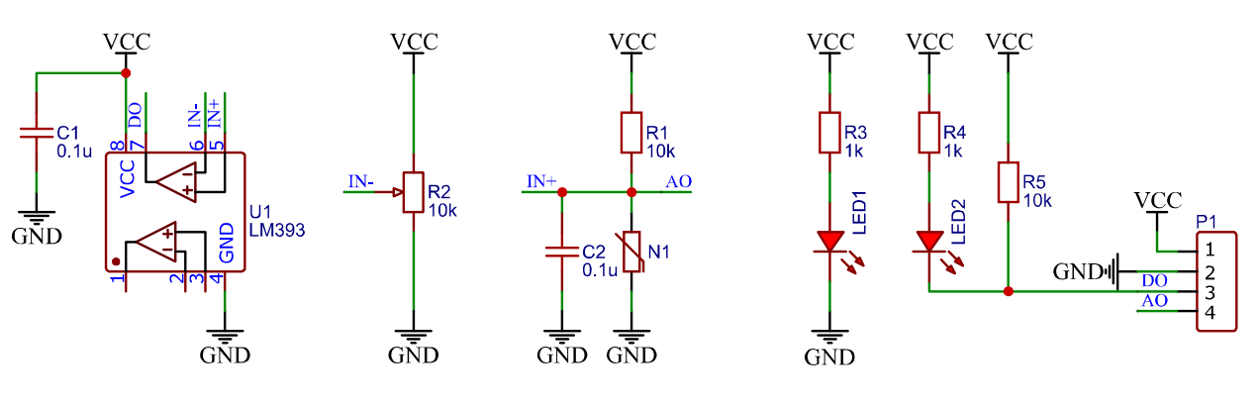 VCC
C1
0.1u
GND
DO
IN-
IN+
8
7
6
5
VCC
GND
U1
LM393
1
2
3
4
GND
VCC
IN-
R2
10k
GND
VCC
R1
10k
IN+
AO
C2
0.1u
N1
GND
GND
VCC
R3
1k
LED1
GND
VCC
R4
1k
LED2
VCC
R5
10k
VCC
P1
GND
DO
AO
1
2
3
4